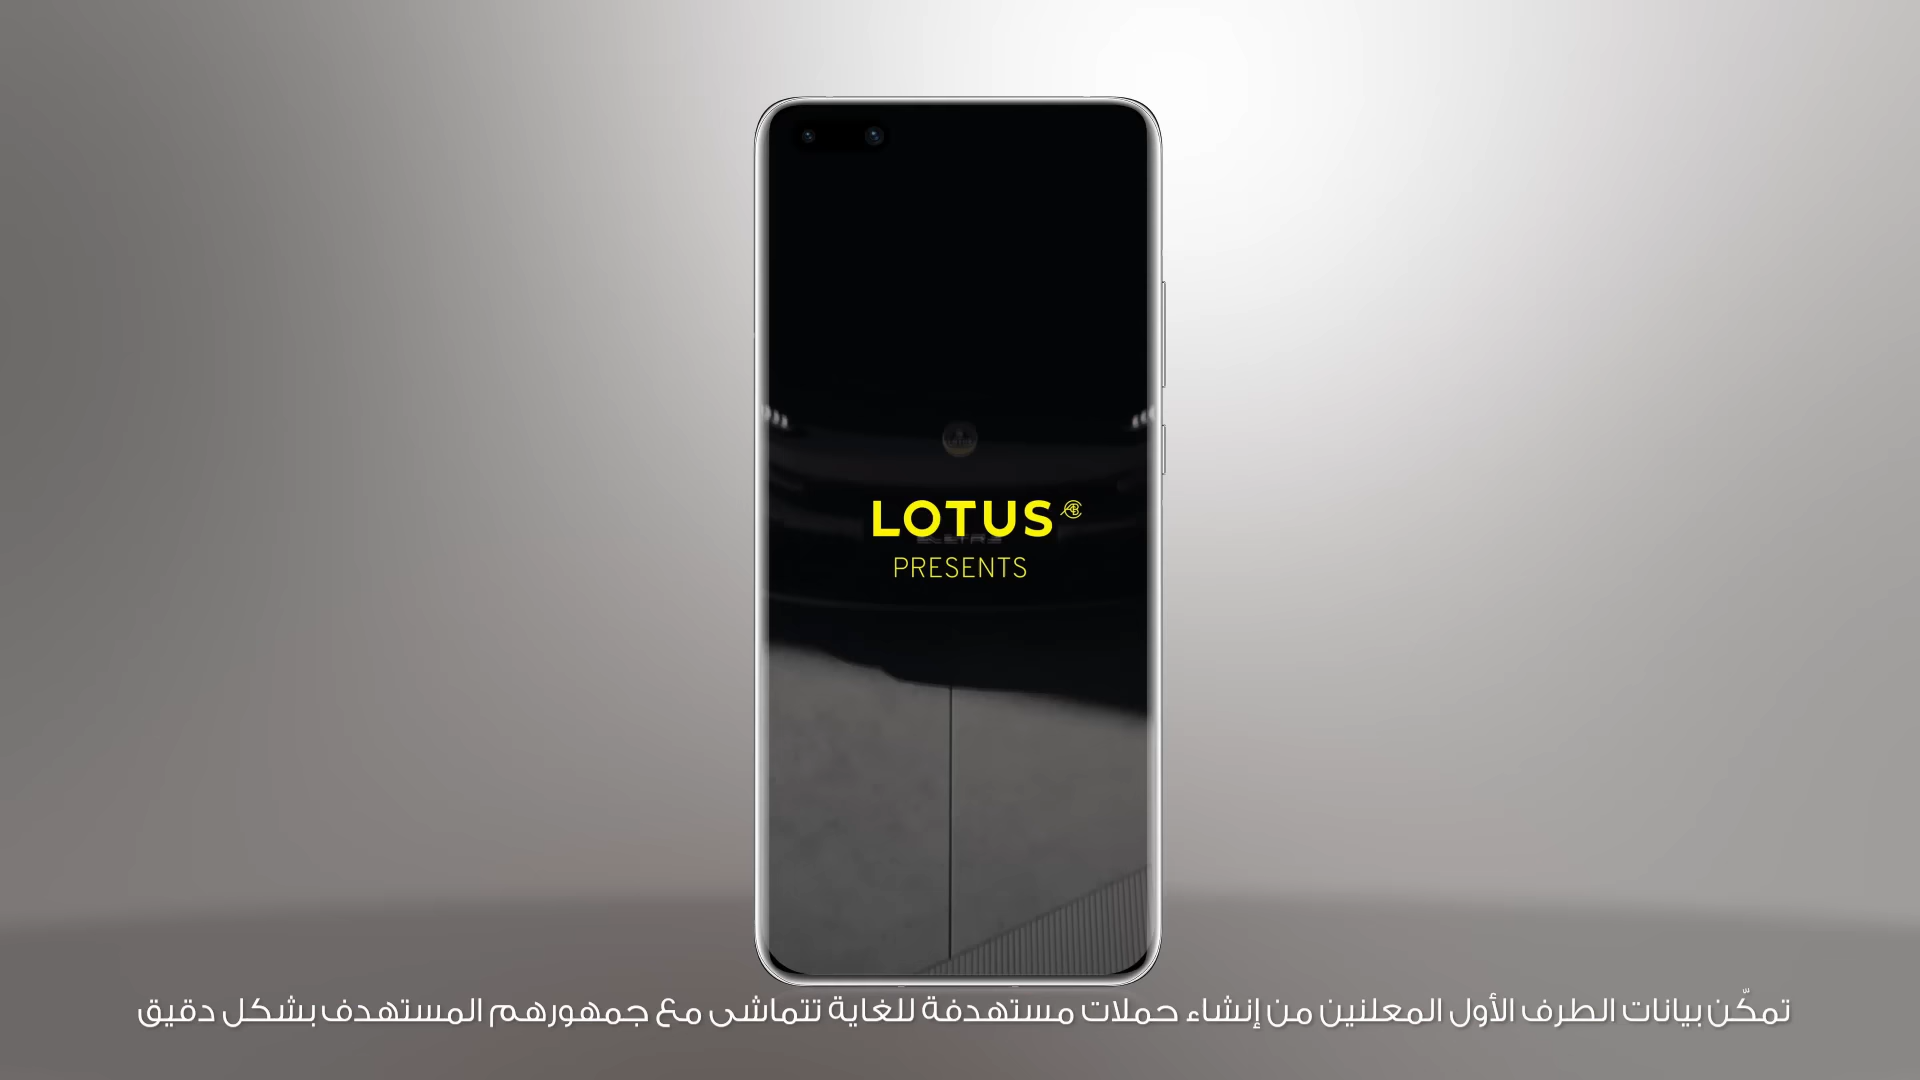 LOTUS
PRESENTS
تمكّن بيانات الطرف الأول المعلنين من إنشاء حملات مستهدفة للغاية تتماشى مع جمهورهم المستهدف بشكل دقيق